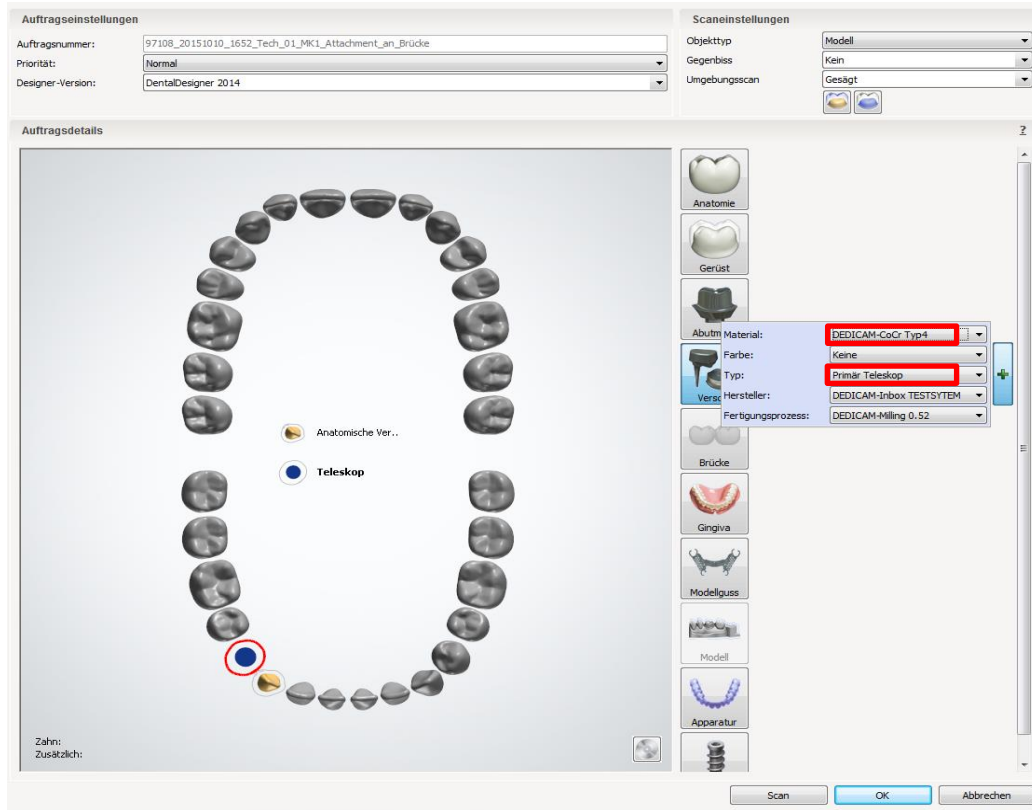 Auftragseinstellungen
Auftragsnummer: 97108_20151010_1652_Tech_01_MK1_Attachment_an_Brücke
Priorität: Normal
Designer-Version: DentalDesigner 2014
Scaneinstellungen
Objekttyp Modell
Gegenbiss Kein
Umgebungsscan Gesägt
Auftragsdetails ?
Anatomie
Gerüst
Abutm
Material: DEDICAM-CoCr Typ4
Farbe: Keine
Typ: Primär Teleskop
Versc
Hersteller: DEDICAM-Inbox TESTSYTEM
Fertigungsprozess: DEDICAM-Milling 0.52
Anatomische Ver..
Teleskop
Brücke
Gingiva
Modellguss
Modell
Apparatur
Zahn:
Zusätzlich:
Scan OK Abbrechen